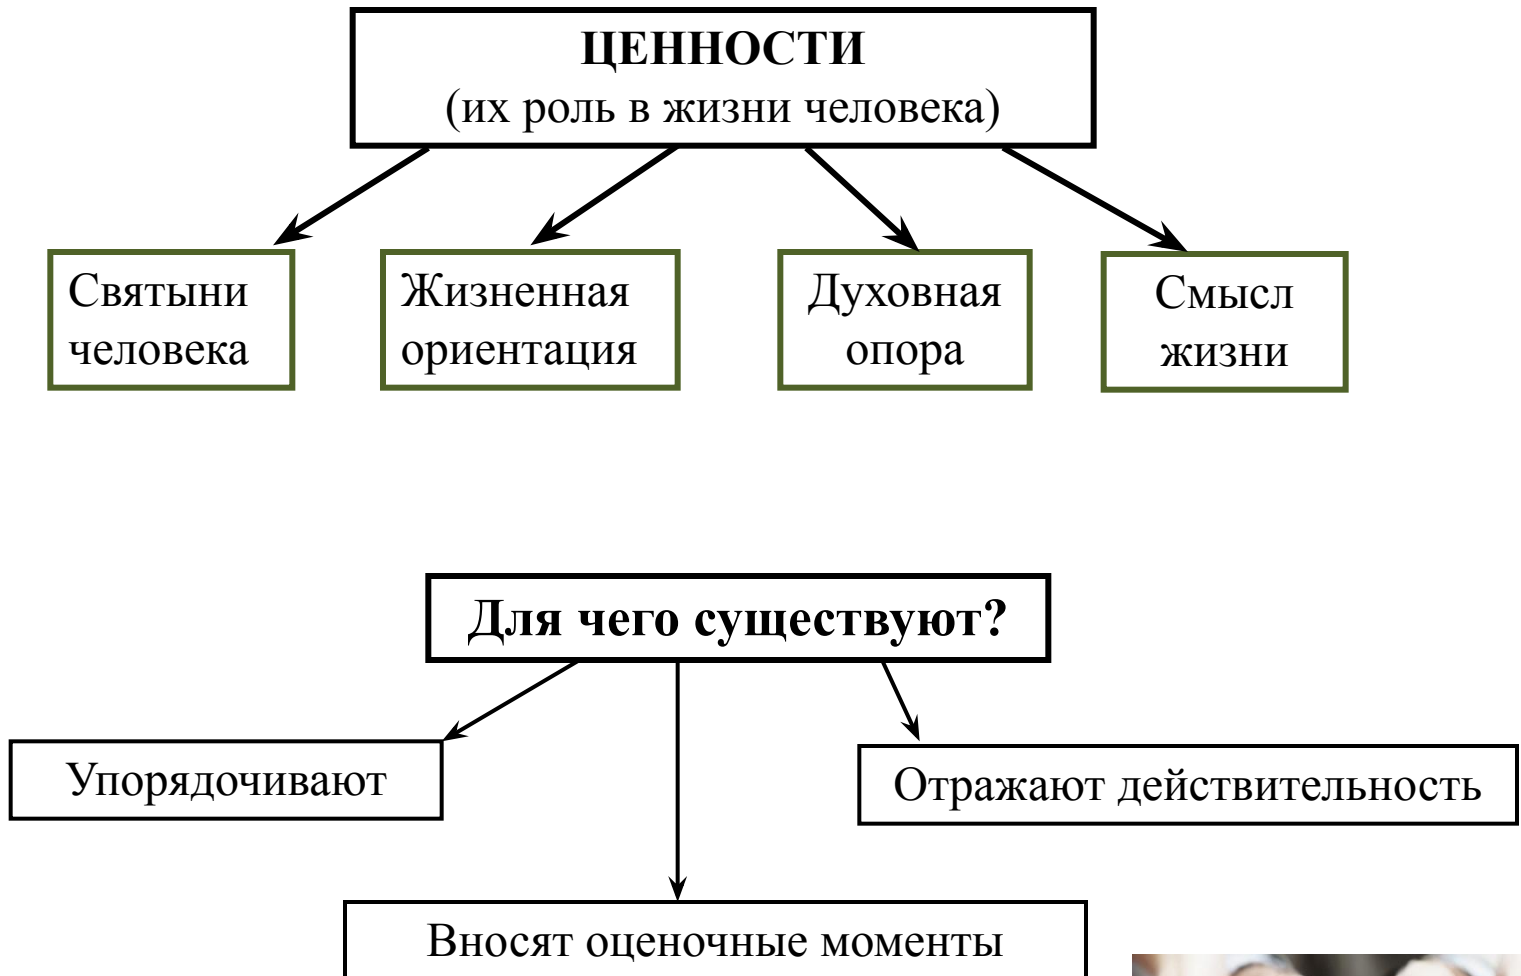 ЦЕННОСТИ
(их роль в жизни человека)
Святыни
человека
Жизненная
ориентация
Духовная
опора
Смысл
жизни
Для чего существуют?
Упорядочивают
Отражают действительность
Вносят оценочные моменты